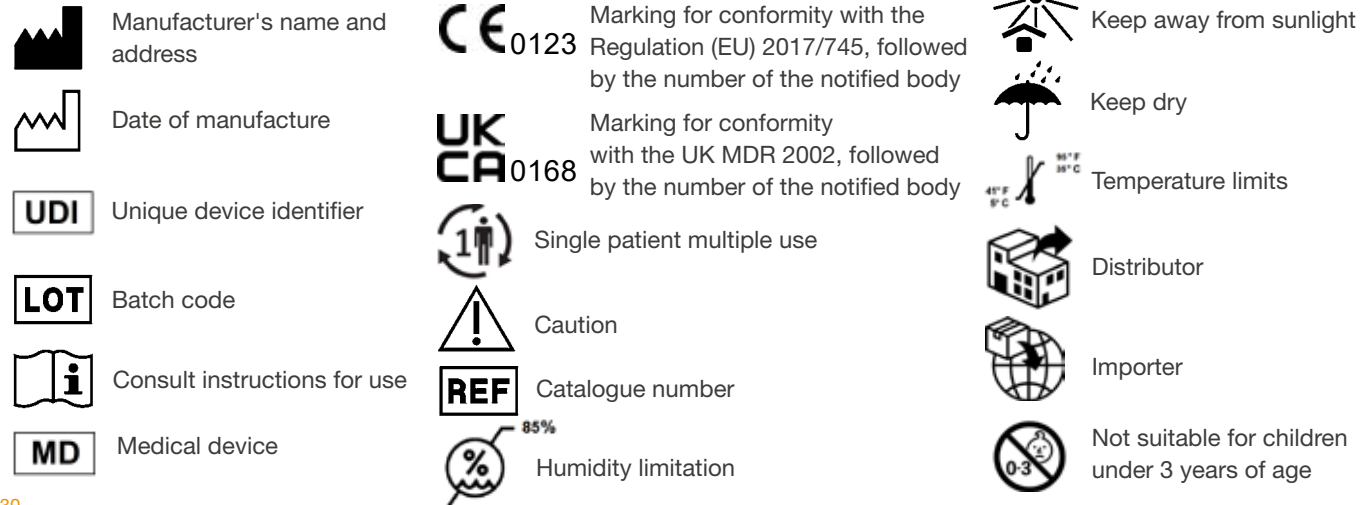 Manufacturer's name and
address
Date of manufacture
UDI
Unique device identifier
LOT
Batch code
i
Consult instructions for use
MD
Medical device
CE 0123
Marking for conformity with the
Regulation (EU) 2017/745, followed
by the number of the notified body
UK
CA 0168
Marking for conformity
with the UK MDR 2002, followed
by the number of the notified body
1
Single patient multiple use
!
Caution
REF
Catalogue number
85%
%
Humidity limitation
Keep away from sunlight
Keep dry
41°F
5°C
Temperature limits
Distributor
Importer
0-3
Not suitable for children
under 3 years of age